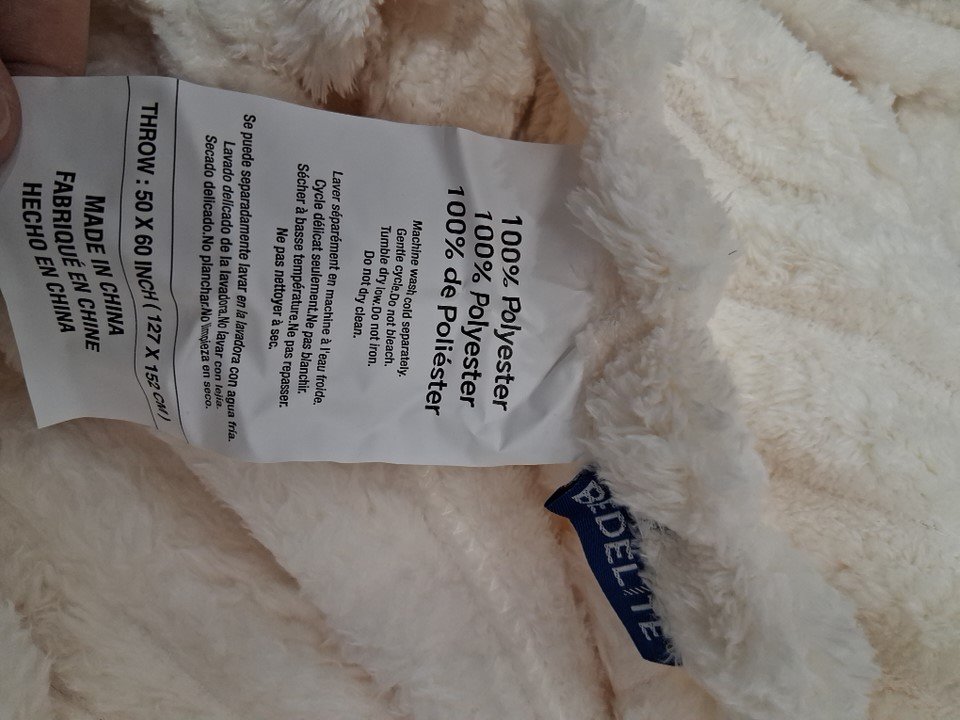 100% Polyester
100% Polyester
100% de Poliéster
Machine wash cold separately.
Gentle cycle.Do not bleach.
Tumble dry low.Do not iron.
Do not dry clean.
Laver séparément en machine à l'eau froide.
Cycle délicat seulement.Ne pas blanchir.
Sécher à basse température.Ne pas repasser.
Ne pas nettoyer à sec.
Se puede separadamente lavar en la lavadora con agua fría.
Lavado delicado de la lavadora.No lavar con lejia.
Secado delicado.No planchar.No limpieza en seco.
THROW : 50 X 60 INCH ( 127 X 152 CM )
MADE IN CHINA
FABRIQUÉ EN CHINE
HECHO EN CHINA
BEDELITE